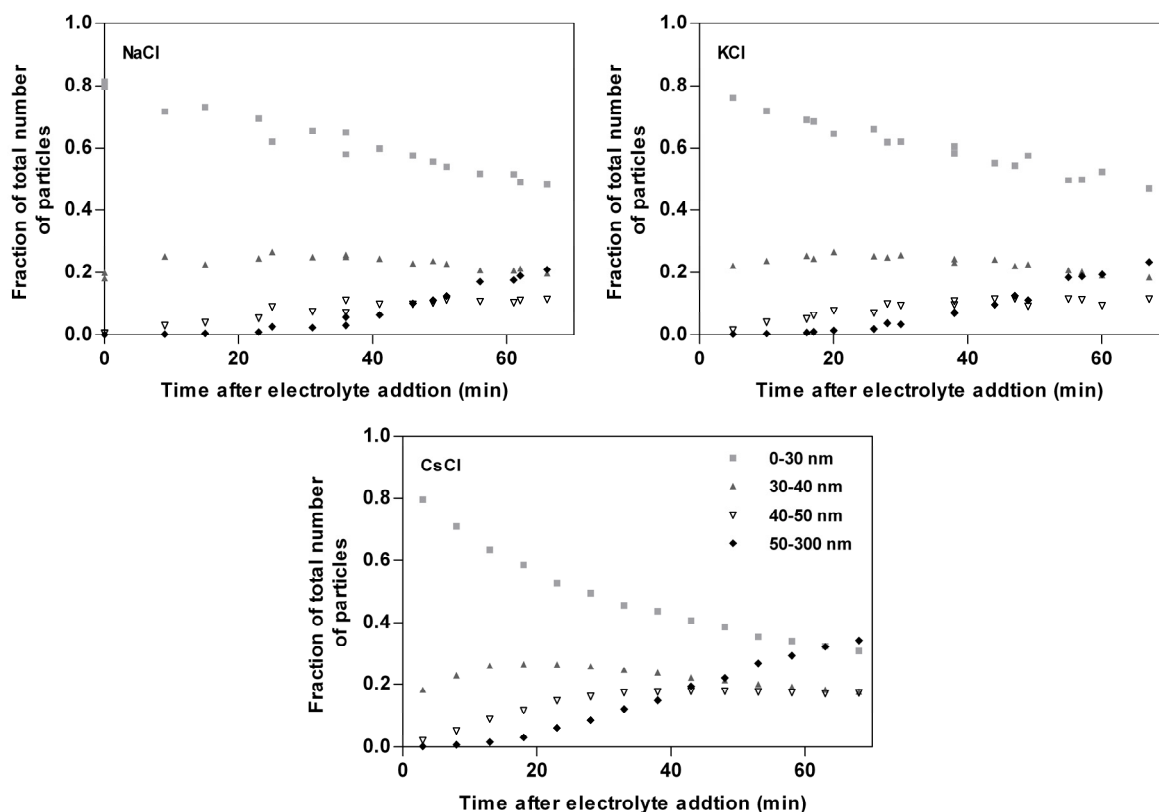 NaCl
Fraction of total number
of particles
1.0
0.8
0.6
0.4
0.2
0.0
0
20
40
60
Time after electrolyte addtion (min)
KCl
Fraction of total number
of particles
1.0
0.8
0.6
0.4
0.2
0.0
0
20
40
60
Time after electrolyte addtion (min)
CsCl
Fraction of total number
of particles
1.0
0.8
0.6
0.4
0.2
0.0
0
20
40
60
Time after electrolyte addtion (min)
0-30 nm
30-40 nm
40-50 nm
50-300 nm